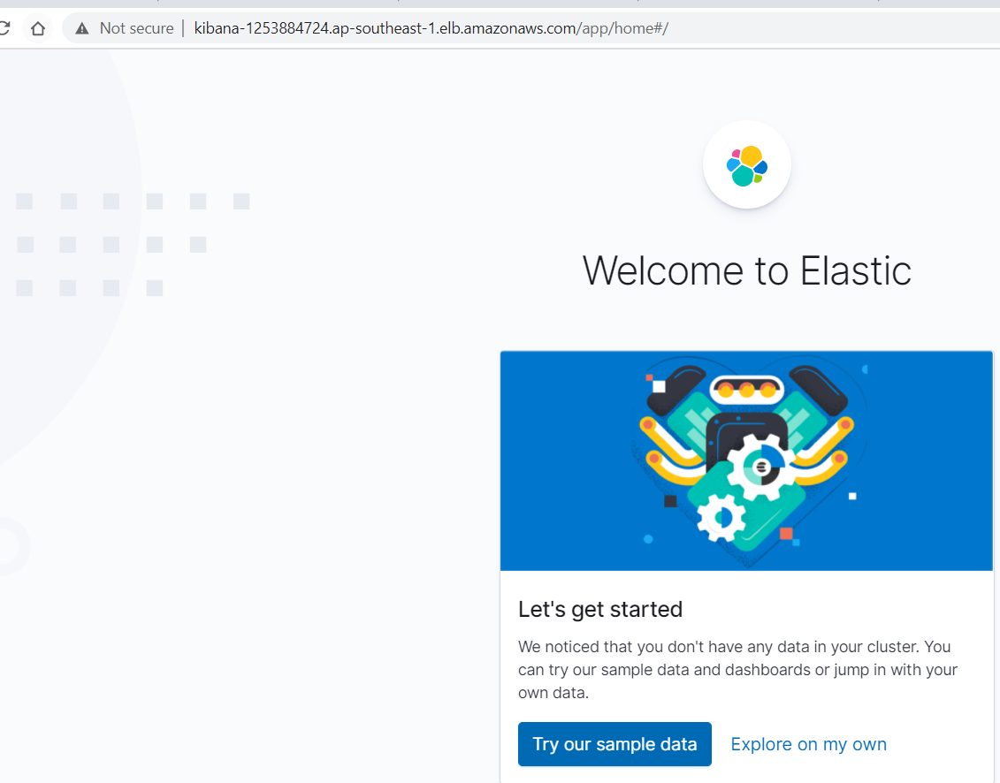 Not secure | kibana-1253884724.ap-southeast-1.elb.amazonaws.com/app/home#/
Welcome to Elastic
Let's get started
We noticed that you don't have any data in your cluster. You
can try our sample data and dashboards or jump in with your
own data.
Try our sample data
Explore on my own